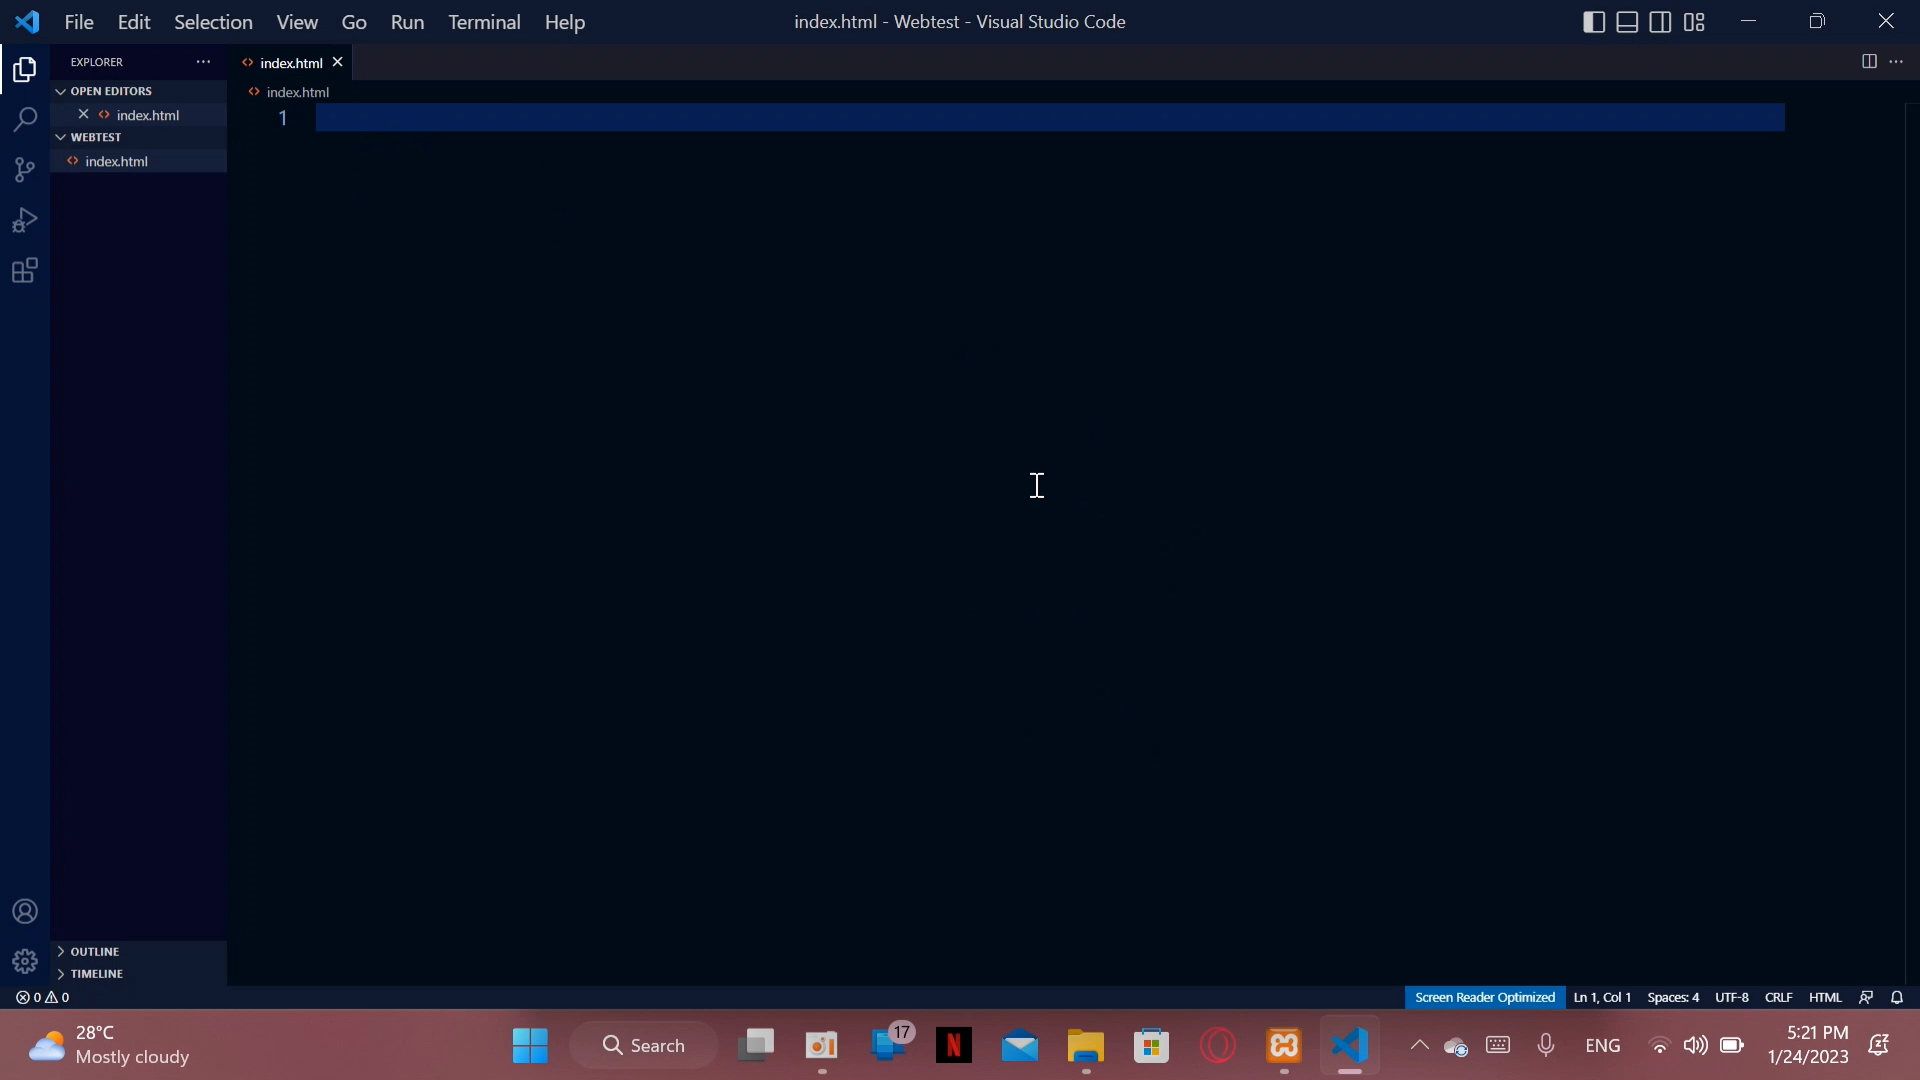 File Edit Selection View Go Run Terminal Help
index.html - Webtest - Visual Studio Code
EXPLORER
index.html
OPEN EDITORS
index.html
WEBTEST
index.html
index.html
1
OUTLINE
TIMELINE
0 0
Screen Reader Optimized Ln 1, Col 1 Spaces: 4 UTF-8 CRLF HTML
28°C
Mostly cloudy
Search
17
N
ENG
5:21 PM
1/24/2023